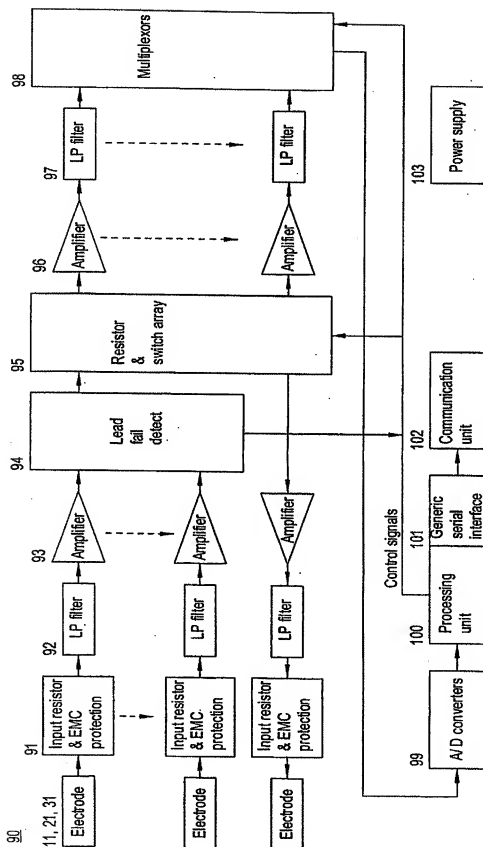 90
11, 21, 31
Electrode
91
Input resistor
& EMC
protection
92
LP filter
93
Amplifier
94
Lead
fail
detect
95
Resistor
&
switch array
96
Amplifier
97
LP filter
98
Multiplexors
Electrode
Input resistor
& EMC.
protection
LP filter
Amplifier
Amplifier
LP filter
Electrode
Input resistor
& EMC
protection
LP filter
Amplifier
Control signals
99
A/D converters
100
Processing
unit
101
Generic
serial
interface
102
Communication
unit
103
Power supply